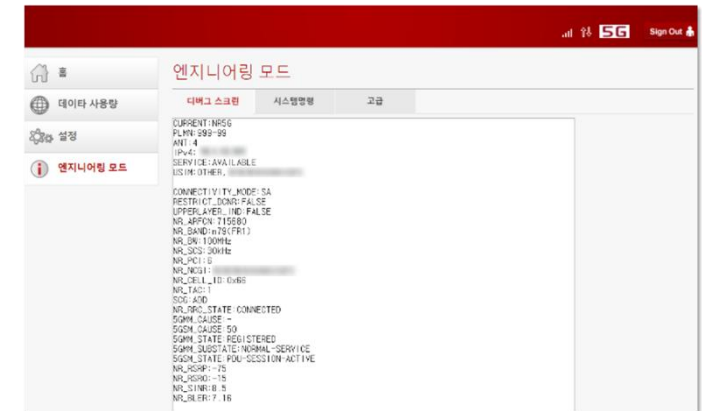 5G
Sign Out
홈
데이타 사용량
설정
엔지니어링 모드
엔지니어링 모드
디버그 스크린
시스템명령
고급
CURRENT:NR5G
PLMN:999-99
ANT:4
IPv4:
SERVICE:AVAILABLE
USIM:OTHER,
CONNECTIVITY_MODE:SA
RESTRICT_DCNR:FALSE
UPPERLAYER_IND:FALSE
NR_ARFCN:715680
NR_BAND:n79(FR1)
NR_BW:100MHz
NR_SCS:30kHz
NR_PCI:
NR_NCGI:
NR_CELL_ID:0x66
NR_TAC:1
SCG:ADD
NR_RRC_STATE:CONNECTED
5GMM_CAUSE:-
5GSM_CAUSE:50
5GMM_STATE:REGISTERED
5GMM_SUBSTATE:NORMAL-SERVICE
5GSM_STATE:PDU-SESSION-ACTIVE
NR_RSRP:-75
NR_RSRQ:-15
NR_SINR:8.5
NR_BLER:7.16